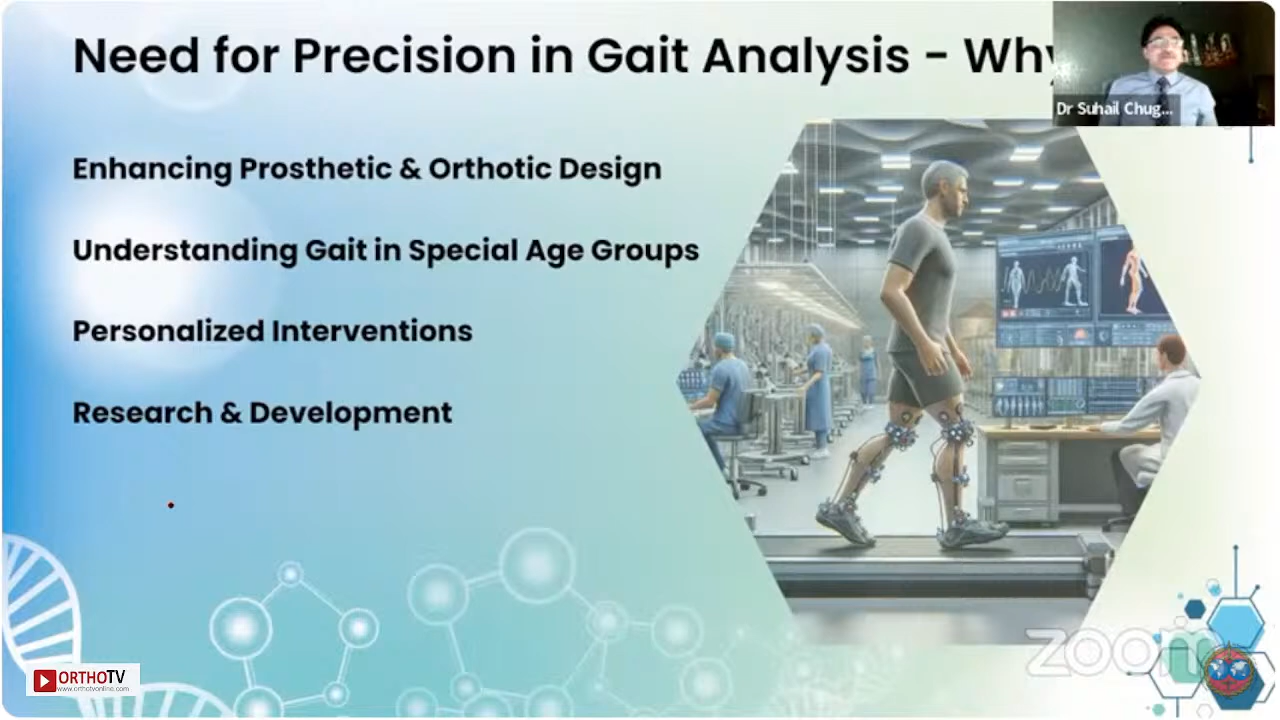 Need for Precision in Gait Analysis - Why
Dr Suhail Chug...
Enhancing Prosthetic & Orthotic Design
Understanding Gait in Special Age Groups
Personalized Interventions
Research & Development
zoom
ORTHOTV
www.orthotvonline.com